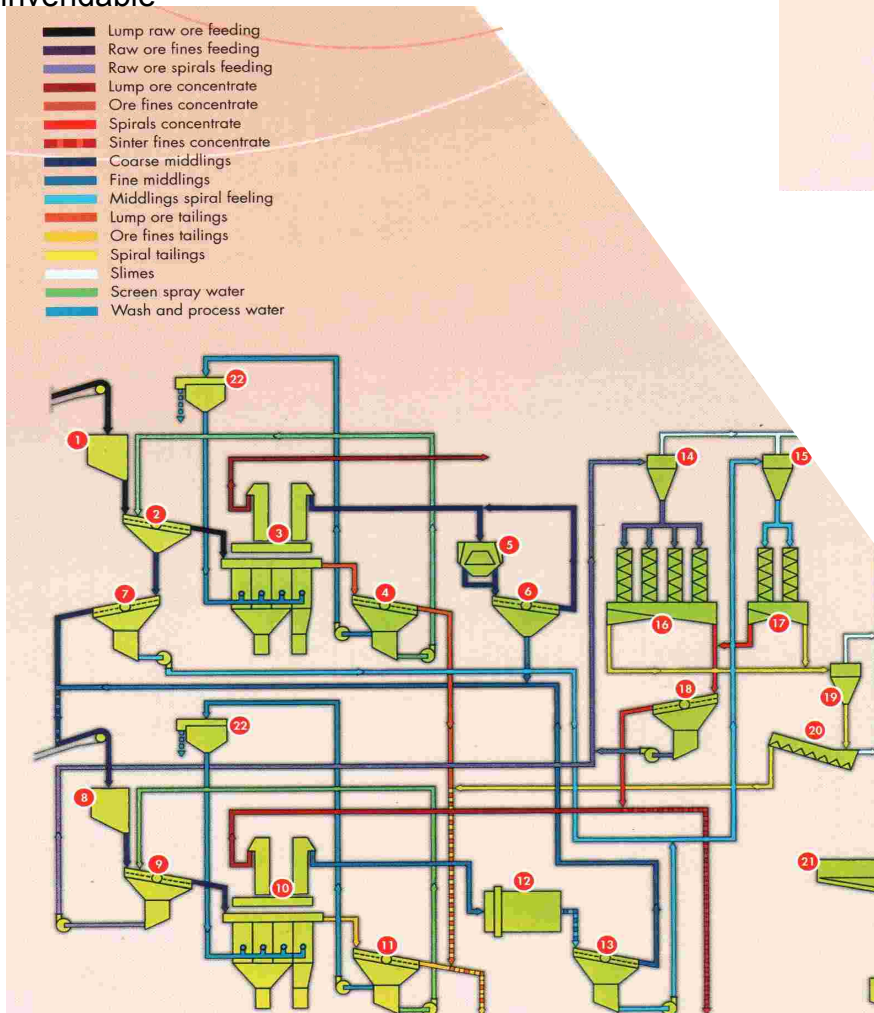 invendable
Lump raw ore feeding
Raw ore fines feeding
Raw ore spirals feeding
Lump ore concentrate
Ore fines concentrate
Spirals concentrate
Sinter fines concentrate
Coarse middlings
Fine middlings
Middlings spiral feeling
Lump ore tailings
Ore fines tailings
Spiral tailings
Slimes
Screen spray water
Wash and process water
22
1
14
15
2
3
5
7
4
6
16
17
18
19
22
20
8
9
21
10
12
11
13